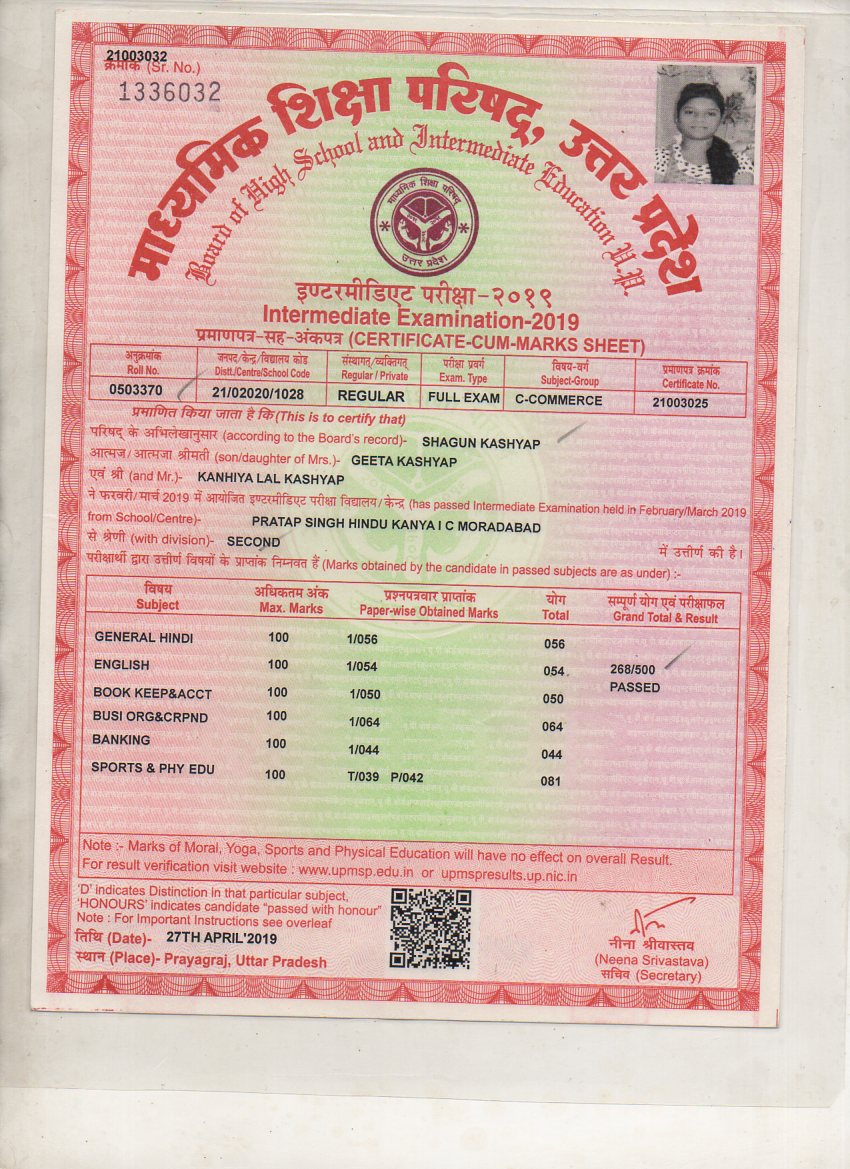 21003032
क्रमांक (Sr. No.)
1336032
माध्यमिक शिक्षा परिषद्, उत्तर प्रदेश
Board of High School and Intermediate Education U.P.
माध्यमिक शिक्षा परिषद्
उत्तर प्रदेश
इण्टरमीडिएट परीक्षा-२०१९
Intermediate Examination-2019
प्रमाणपत्र-सह-अंकपत्र (CERTIFICATE-CUM-MARKS SHEET)
अनुक्रमांक जनपद/केन्द्र/विद्यालय कोड संस्थागत्/व्यक्तिगत् परीक्षा प्रवर्ग विषय-वर्ग प्रमाणपत्र क्रमांक
Roll No. Distt./Centre/School Code Regular / Private Exam. Type Subject-Group Certificate No.
0503370 21/02020/1028 REGULAR FULL EXAM C-COMMERCE 21003025
प्रमाणित किया जाता है कि (This is to certify that)
परिषद् के अभिलेखानुसार (according to the Board's record)- SHAGUN KASHYAP
आत्मज/आत्मजा श्रीमती (son/daughter of Mrs.)- GEETA KASHYAP
एवं श्री (and Mr.)- KANHIYA LAL KASHYAP
ने फरवरी/मार्च 2019 में आयोजित इण्टरमीडिएट परीक्षा विद्यालय/केन्द्र (has passed Intermediate Examination held in February/March 2019
from School/Centre)- PRATAP SINGH HINDU KANYA I C MORADABAD
से श्रेणी (with division)- SECOND में उत्तीर्ण की है।
परीक्षार्थी द्वारा उत्तीर्ण विषयों के प्राप्तांक निम्नवत हैं (Marks obtained by the candidate in passed subjects are as under) :-
विषय अधिकतम अंक प्रश्नपत्रवार प्राप्तांक योग सम्पूर्ण योग एवं परीक्षाफल
Subject Max. Marks Paper-wise Obtained Marks Total Grand Total & Result
GENERAL HINDI 100 1/056 056
ENGLISH 100 1/054 054 268/500
PASSED
BOOK KEEP&ACCT 100 1/050 050
BUSI ORG&CRPND 100 1/064 064
BANKING 100 1/044 044
SPORTS & PHY EDU 100 T/039 P/042 081
Note :- Marks of Moral, Yoga, Sports and Physical Education will have no effect on overall Result.
For result verification visit website : www.upmsp.edu.in or upmspresults.up.nic.in
'D' indicates Distinction in that particular subject,
'HONOURS' indicates candidate "passed with honour"
Note : For Important Instructions see overleaf
तिथि (Date)- 27TH APRIL'2019
स्थान (Place)- Prayagraj, Uttar Pradesh
नीना श्रीवास्तव
(Neena Srivastava)
सचिव (Secretary)